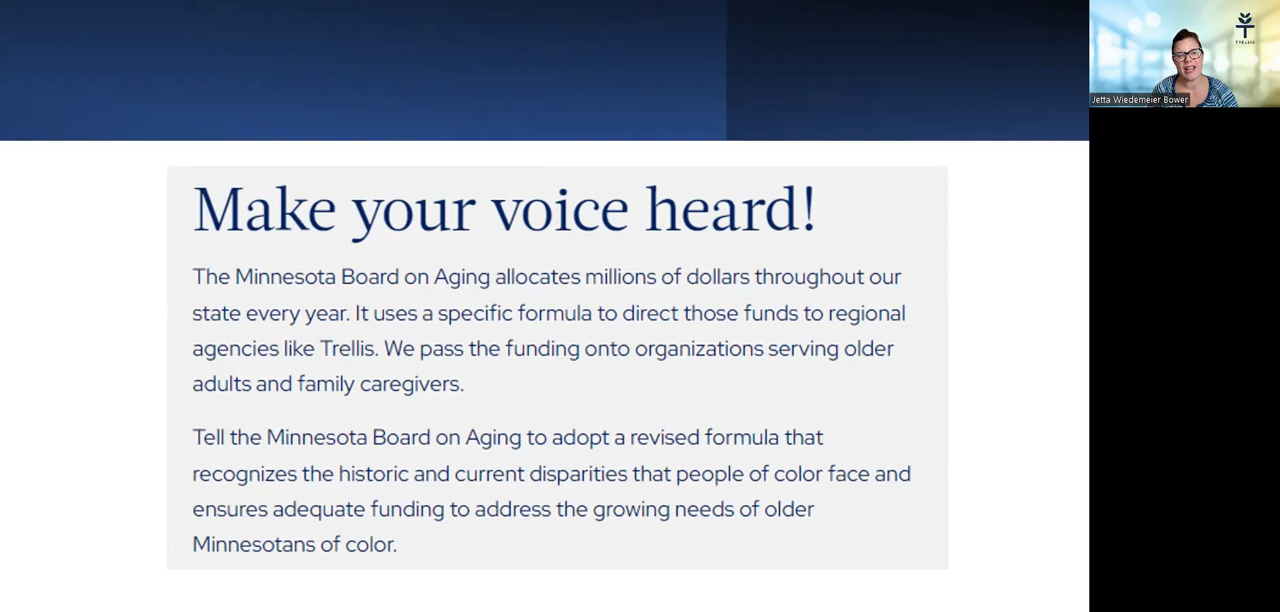 Make your voice heard!
The Minnesota Board on Aging allocates millions of dollars throughout our
state every year. It uses a specific formula to direct those funds to regional
agencies like Trellis. We pass the funding onto organizations serving older
adults and family caregivers.
Tell the Minnesota Board on Aging to adopt a revised formula that
recognizes the historic and current disparities that people of color face and
ensures adequate funding to address the growing needs of older
Minnesotans of color.
TRELLIS
Jetta Wiedemeier Bower